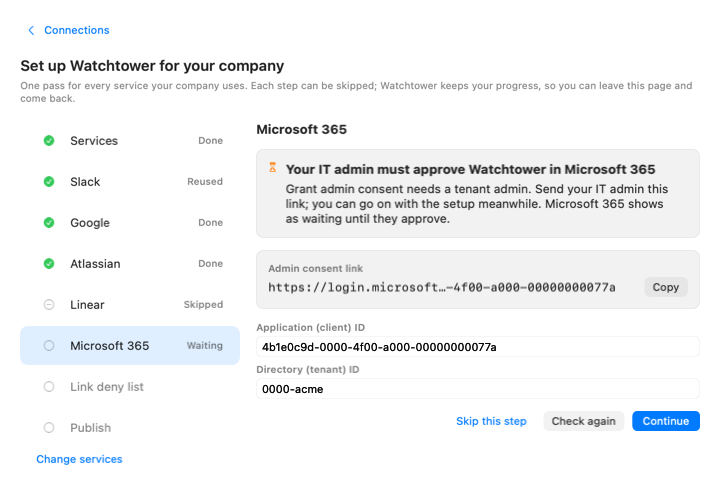 Connections
Set up Watchtower for your company
One pass for every service your company uses. Each step can be skipped; Watchtower keeps your progress, so you can leave this page and
come back.
Services Done
Slack Reused
Google Done
Atlassian Done
Linear Skipped
Microsoft 365 Waiting
Link deny list
Publish
Change services
Microsoft 365
Your IT admin must approve Watchtower in Microsoft 365
Grant admin consent needs a tenant admin. Send your IT admin this
link; you can go on with the setup meanwhile. Microsoft 365 shows
as waiting until they approve.
Admin consent link
https://login.microsoft…-4f00-a000-00000000077a Copy
Application (client) ID
4b1e0c9d-0000-4f00-a000-00000000077a
Directory (tenant) ID
0000-acme
Skip this step Check again Continue